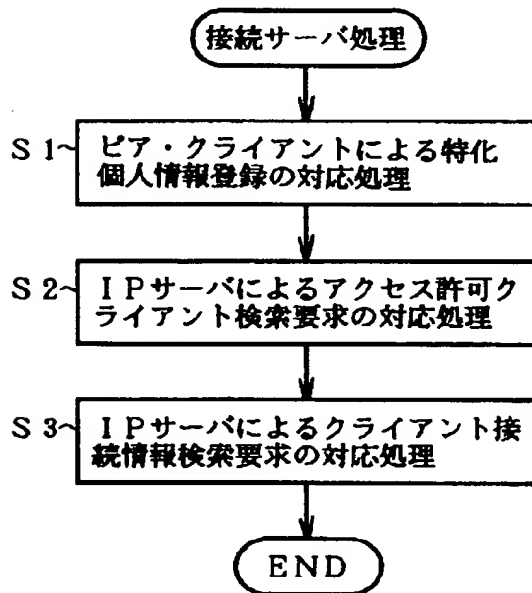 接続サーバ処理
S1 ピア・クライアントによる特化
個人情報登録の対応処理
S2 IPサーバによるアクセス許可ク
ライアント検索要求の対応処理
S3 IPサーバによるクライアント接
続情報検索要求の対応処理
END